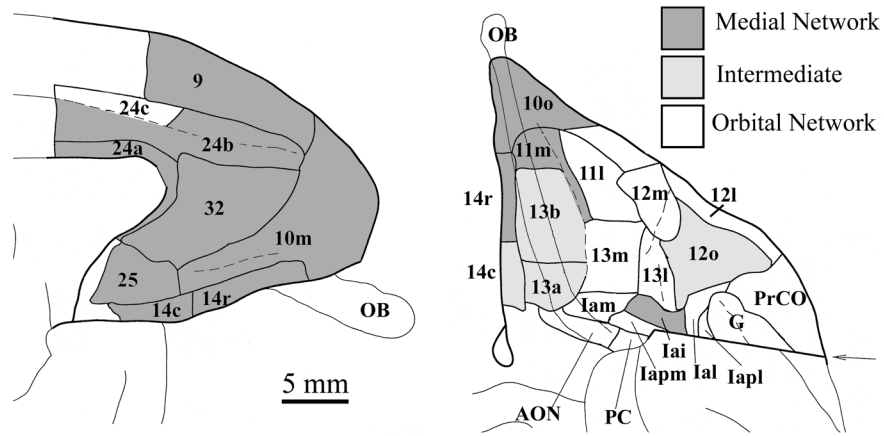 9
24c
24b
24a
32
10m
25
14c
14r
OB
5 mm
OB
10o
11m
11l
14r
12m
12l
13b
13m
12o
14c
13l
13a
PrCO
Iam
G
Iai
Ial
Iapm
Iapl
AON
PC
Medial Network
Intermediate
Orbital Network